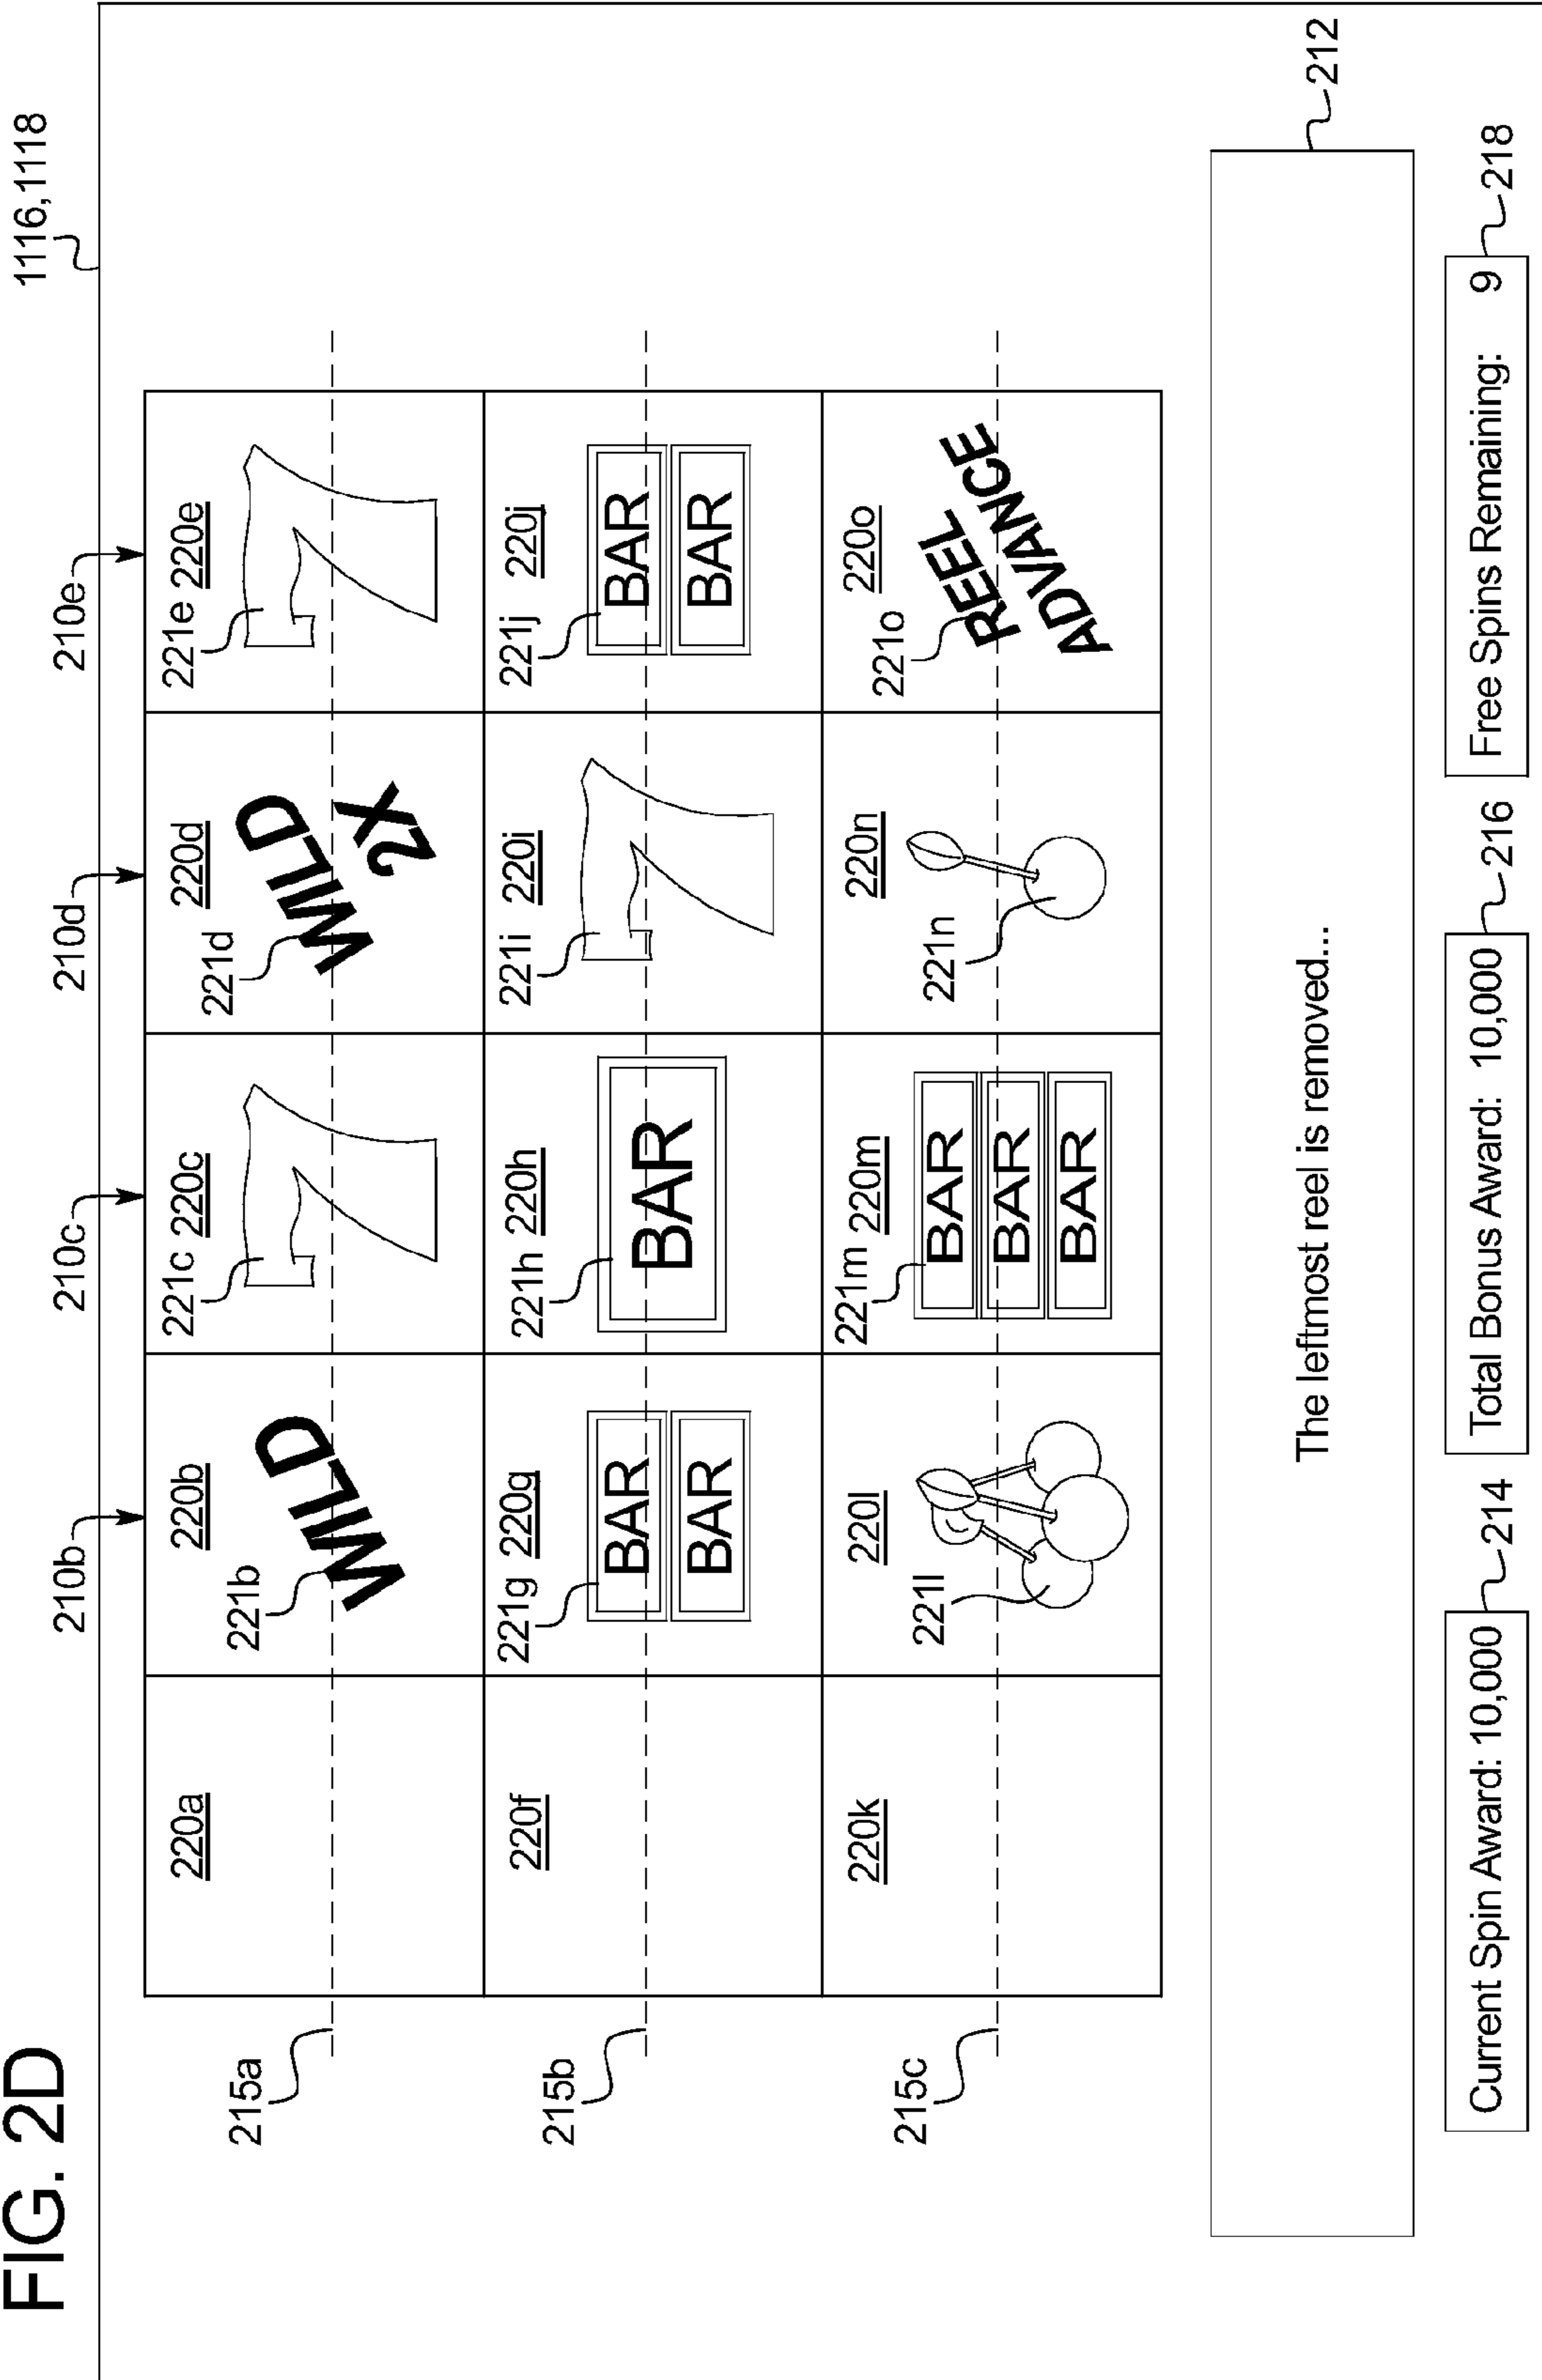 FIG. 2D
1116,1118
210b 210c 210d 210e
220a 221b 220b 221c 220c 221d 220d 221e 220e
WILD
WILD
2X
215a
220f 221g 220g 221h 220h 221i 220i 221j 220j
BAR BAR BAR
BAR BAR
215b
220k 221l 220l 221m 220m 221n 220n 221o 220o
BAR
BAR
BAR
REEL
ADVANCE
215c
The leftmost reel is removed...
212
Current Spin Award: 10,000 214 Total Bonus Award: 10,000 216 Free Spins Remaining: 9 218